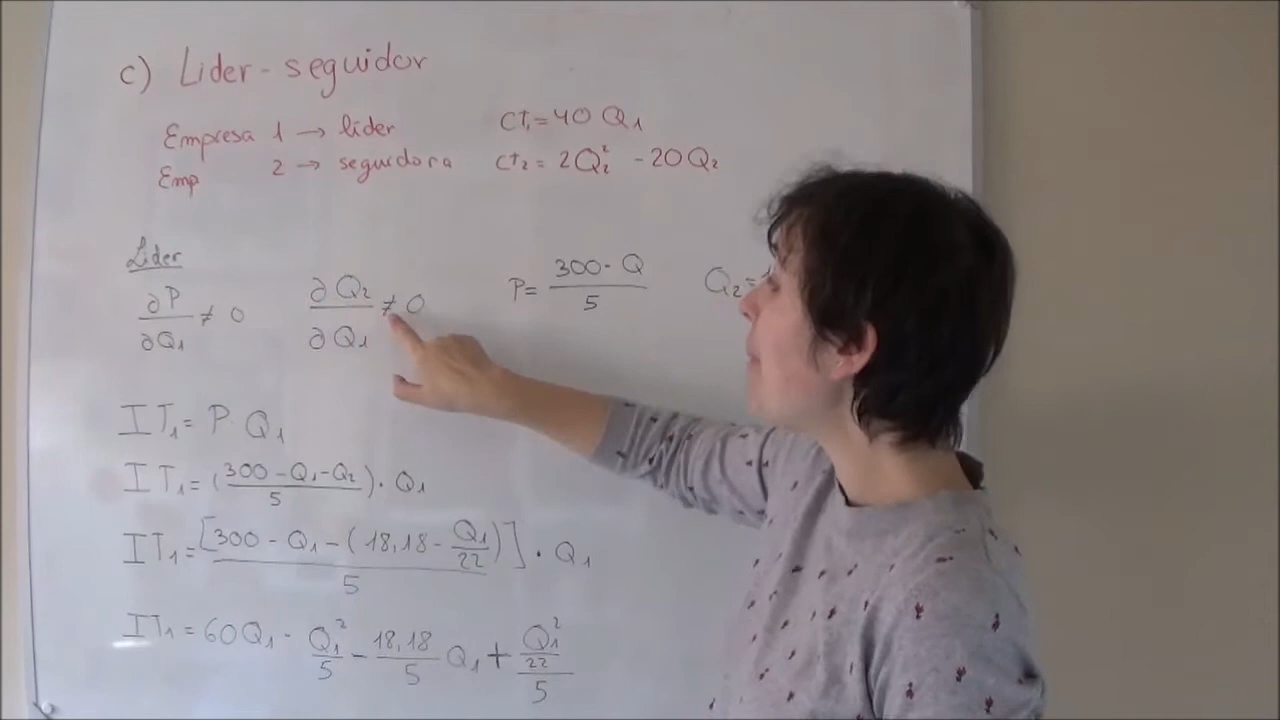 c) Lider - seguidor
Empresa 1 → líder CT₁ = 40 Q₁
Emp 2 → seguidora CT₂ = 2Q₂² - 20Q₂
Lider
∂P/∂Q₁ ≠ 0 ∂Q₂/∂Q₁ ≠ 0 P = (300 - Q)/5 Q₂ =
IT₁ = P · Q₁
IT₁ = ((300 - Q₁ - Q₂)/5) · Q₁
IT₁ = [300 - Q₁ - (18,18 - Q₁/22)]/5 · Q₁
IT₁ = 60Q₁ - Q₁²/5 - 18,18/5 Q₁ + (Q₁²/22)/5